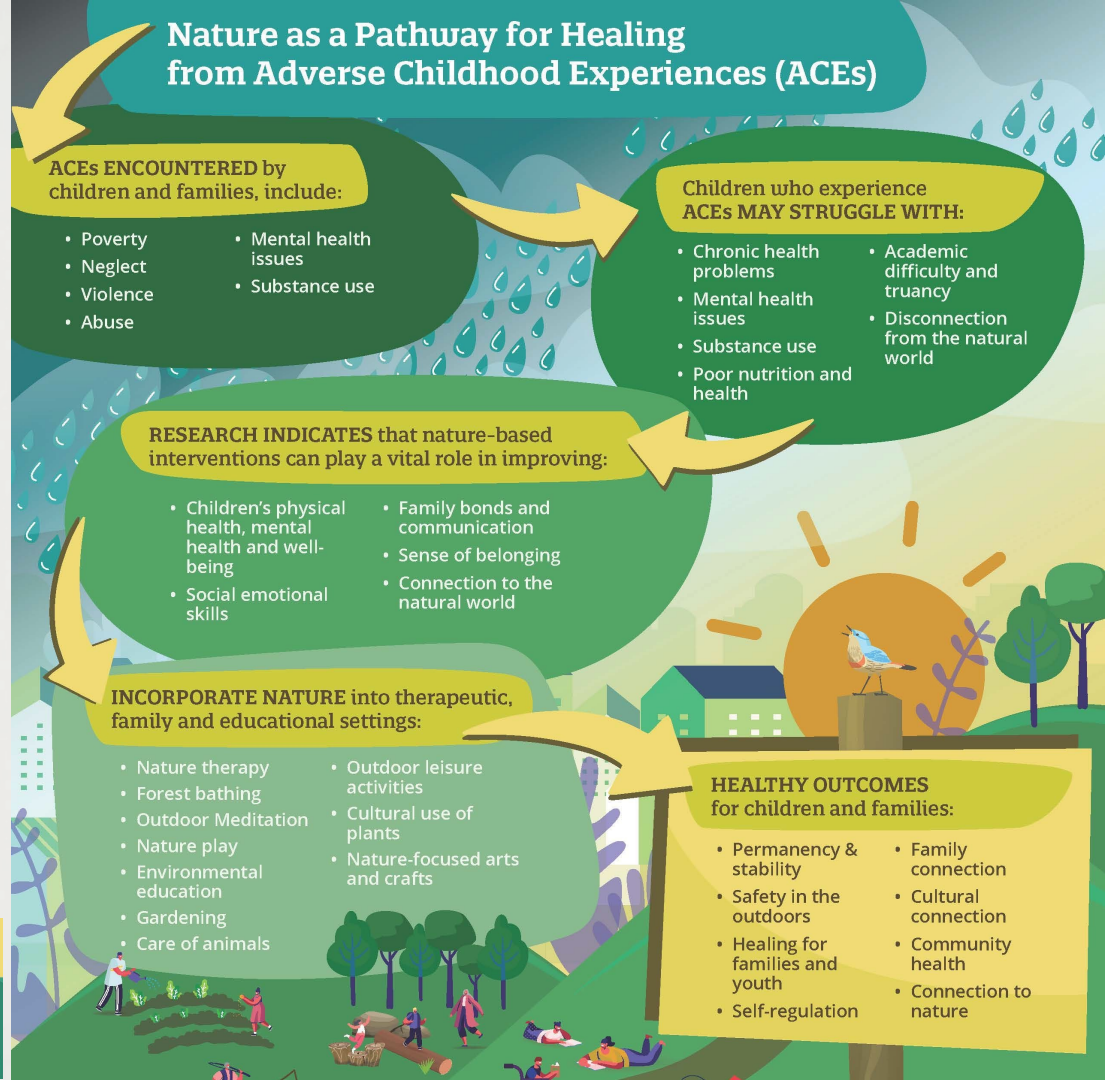 Nature as a Pathway for Healing
from Adverse Childhood Experiences (ACEs)
ACEs ENCOUNTERED by
children and families, include:
• Poverty
• Neglect
• Violence
• Abuse
• Mental health
issues
• Substance use
Children who experience
ACEs MAY STRUGGLE WITH:
• Chronic health
problems
• Mental health
issues
• Substance use
• Poor nutrition and
health
• Academic
difficulty and
truancy
• Disconnection
from the natural
world
RESEARCH INDICATES that nature-based
interventions can play a vital role in improving:
• Children’s physical
health, mental
health and well-
being
• Social emotional
skills
• Family bonds and
communication
• Sense of belonging
• Connection to the
natural world
INCORPORATE NATURE into therapeutic,
family and educational settings:
• Nature therapy
• Forest bathing
• Outdoor Meditation
• Nature play
• Environmental
education
• Gardening
• Care of animals
• Outdoor leisure
activities
• Cultural use of
plants
• Nature-focused arts
and crafts
HEALTHY OUTCOMES
for children and families:
• Permanency &
stability
• Safety in the
outdoors
• Healing for
families and
youth
• Self-regulation
• Family
connection
• Cultural
connection
• Community
health
• Connection to
nature